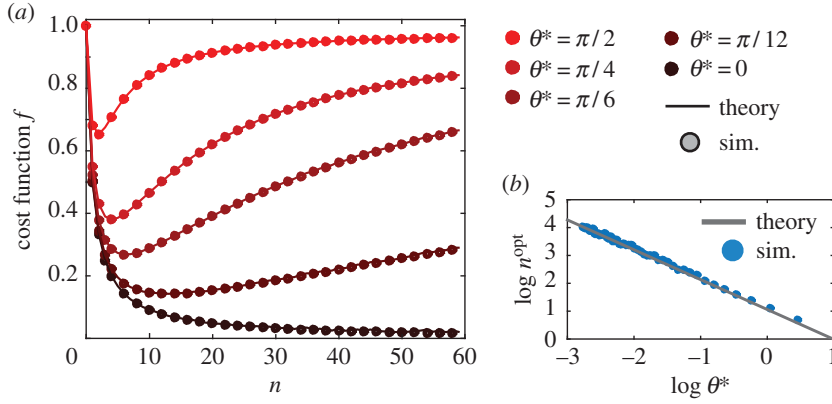 (a)
1.0
0.8
0.6
0.4
0.2
cost function f
0 10 20 30 40 50 60
n
θ* = π/2
θ* = π/4
θ* = π/6
θ* = π/12
θ* = 0
theory
sim.
(b)
5
4
3
2
1
0
log n^opt
theory
sim.
−3 −2 −1 0 1
log θ*